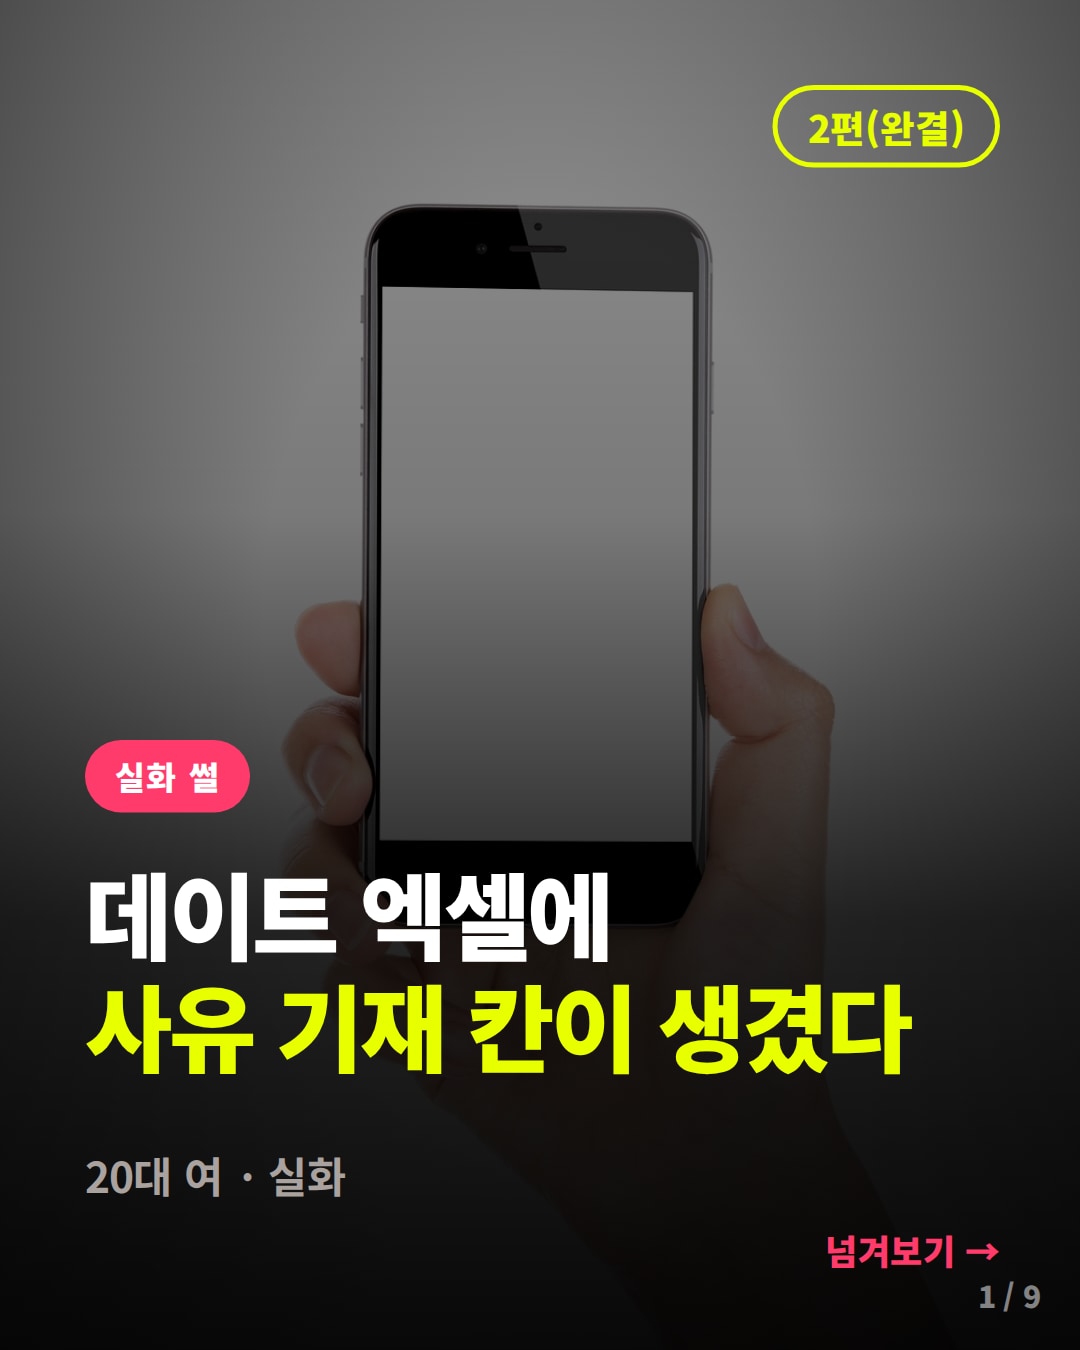 2편(완결)
실화 썰
데이트 엑셀에
사유 기재 칸이 생겼다
20대 여 · 실화
넘겨보기 →
1 / 9